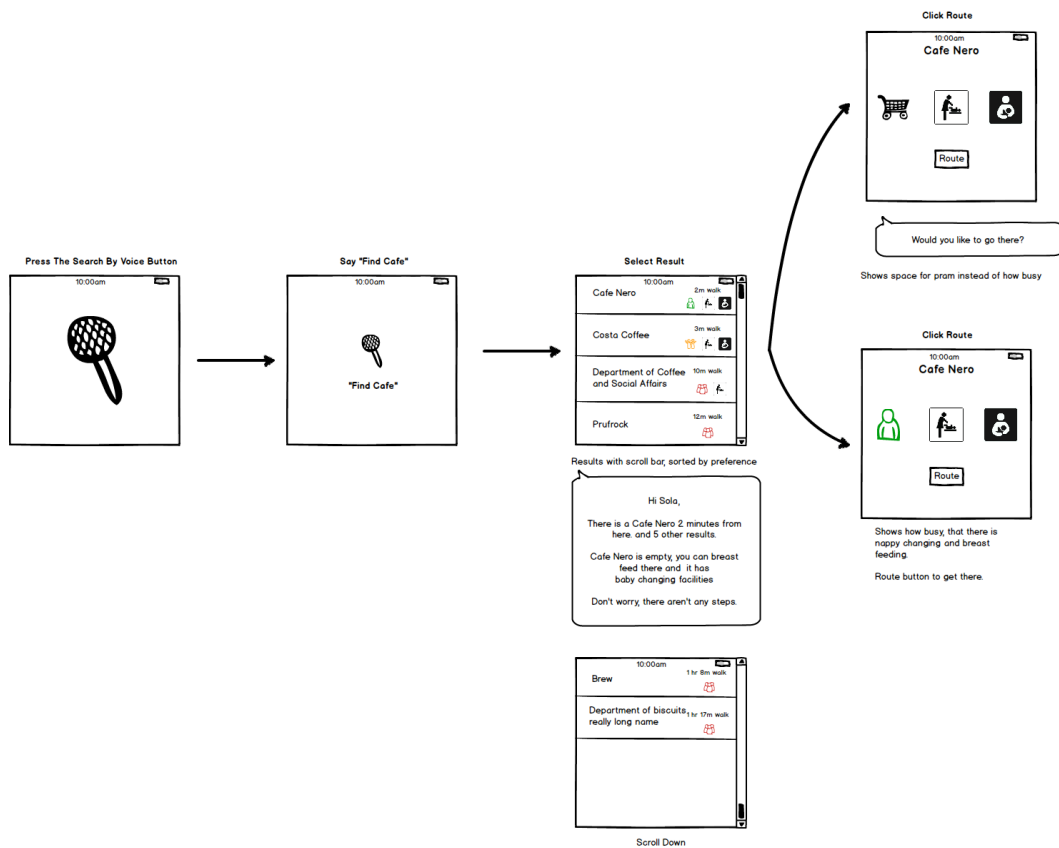 Press The Search By Voice Button
10:00am
Say "Find Cafe"
10:00am
"Find Cafe"
Select Result
10:00am
Cafe Nero
2m walk
Costa Coffee
3m walk
Department of Coffee
and Social Affairs
10m walk
Prufrock
12m walk
Results with scroll bar, sorted by preference
Hi Sola,
There is a Cafe Nero 2 minutes from
here. and 5 other results.
Cafe Nero is empty, you can breast
feed there and it has
baby changing facilities
Don't worry, there aren't any steps.
10:00am
Brew
1 hr 8m walk
Department of biscuits
really long name
1 hr 17m walk
Scroll Down
Click Route
10:00am
Cafe Nero
Route
Would you like to go there?
Shows space for pram instead of how busy
Click Route
10:00am
Cafe Nero
Route
Shows how busy, that there is
nappy changing and breast
feeding.
Route button to get there.